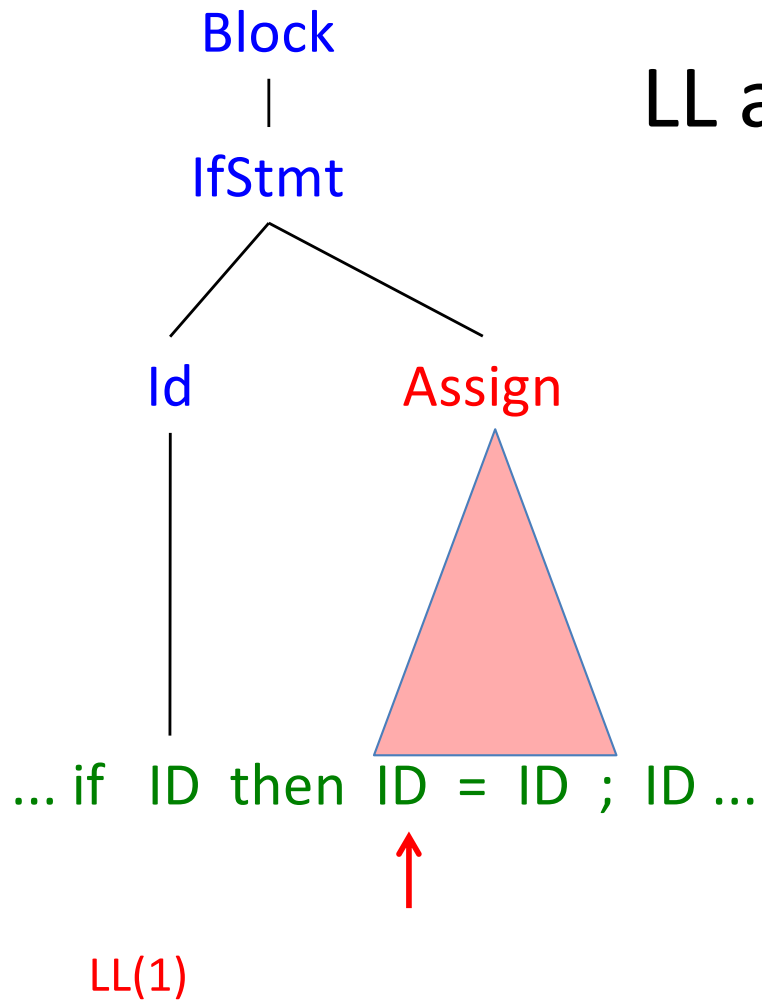 Block
LL a
IfStmt
Id Assign
... if ID then ID = ID ; ID ...
LL(1)